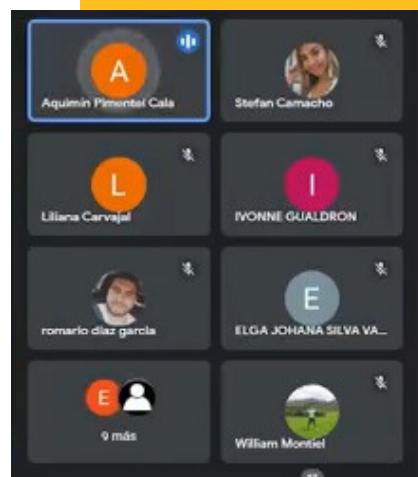 A
Aquimin Pimentel Cala
Stefan Camacho
L
Liliana Carvajal
I
IVONNE GUALDRON
romario diaz garcia
E
ELGA JOHANA SILVA VA...
E
9 más
William Montiel